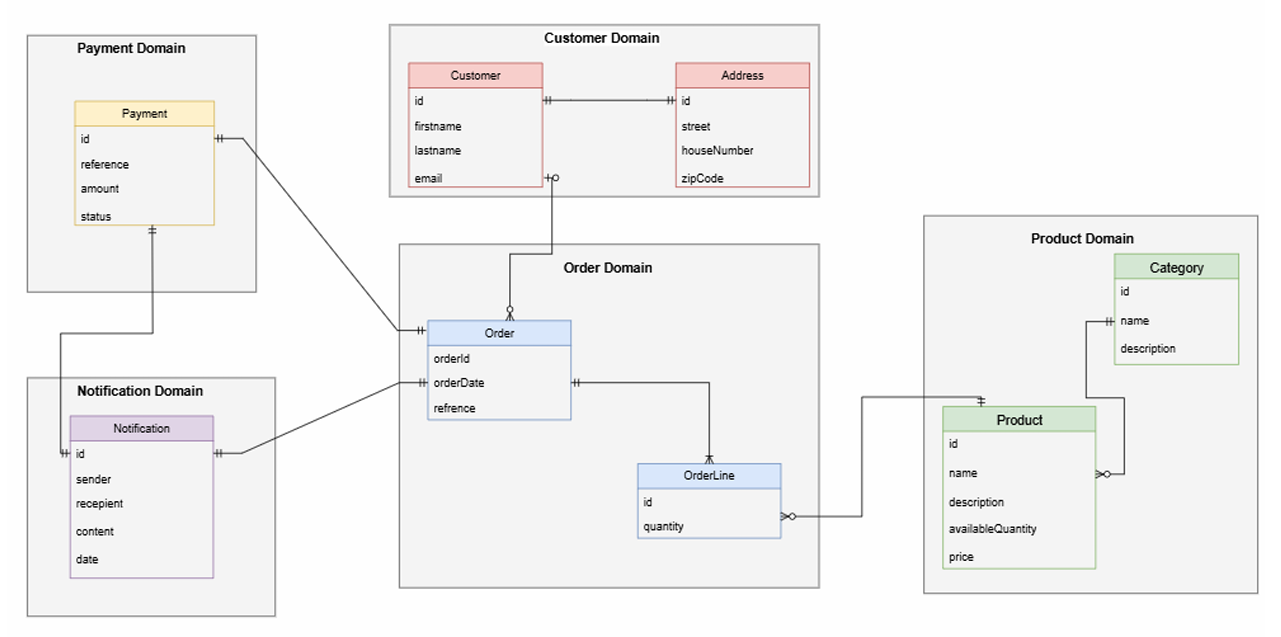 Payment Domain
Payment
id
reference
amount
status
Customer Domain
Customer
id
firstname
lastname
email
Address
id
street
houseNumber
zipCode
Notification Domain
Notification
id
sender
recepient
content
date
Order Domain
Order
orderId
orderDate
refrence
OrderLine
id
quantity
Product Domain
Category
id
name
description
Product
id
name
description
availableQuantity
price